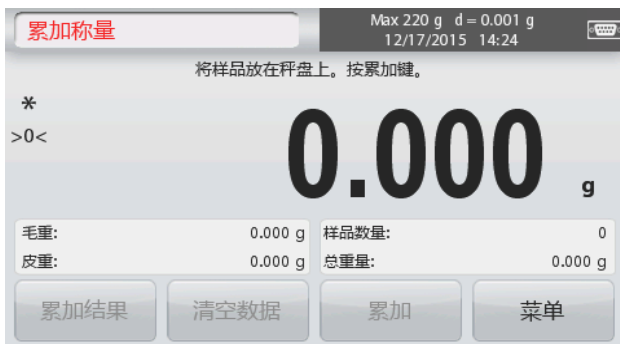 累加称量
Max 220 g d = 0.001 g
12/17/2015 14:24
将样品放在秤盘上。按累加键。
*
>0<
0.000 g
毛重: 0.000 g 样品数量: 0
皮重: 0.000 g 总重量: 0.000 g
累加结果 清空数据 累加 菜单